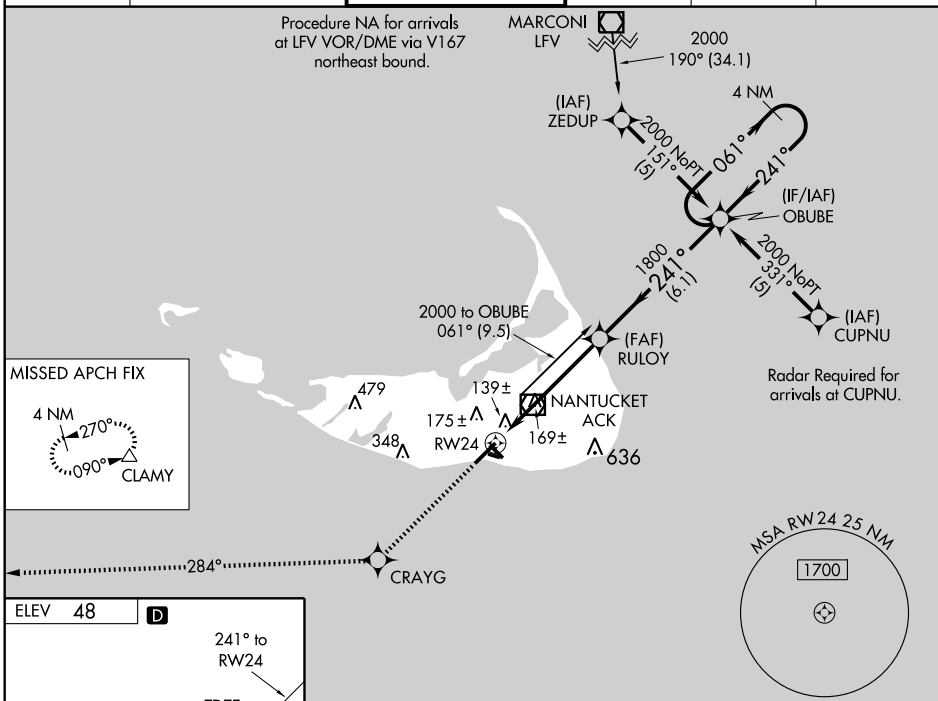 Procedure NA for arrivals
at LFV VOR/DME via V167
northeast bound.
MARCONI
LFV
2000
190° (34.1)
(IAF)
ZEDUP
4 NM
2000 NoPT
151°
(5)
061°
241°
(IF/IAF)
OBUBE
1800
241°
(6.1)
2000 NoPT
331°
(5)
2000 to OBUBE
061° (9.5)
(FAF)
RULOY
(IAF)
CUPNU
Radar Required for
arrivals at CUPNU.
MISSED APCH FIX
4 NM
270°
090°
CLAMY
479
139±
175±
NANTUCKET
ACK
348
RW24
169±
636
284°
CRAYG
MSA RW24 25 NM
1700
ELEV 48
D
241° to
RW24